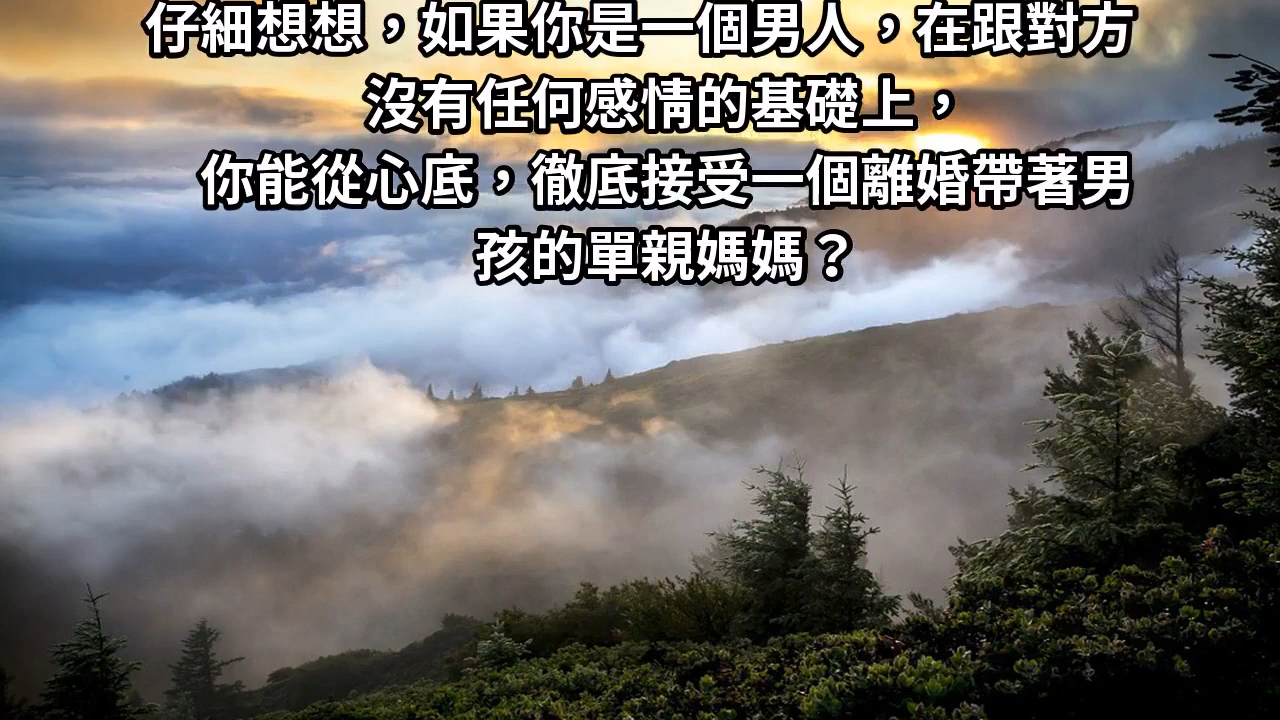 仔細想想，如果你是一個男人，在跟對方
沒有任何感情的基礎上，
你能從心底，徹底接受一個離婚帶著男
孩的單親媽媽？